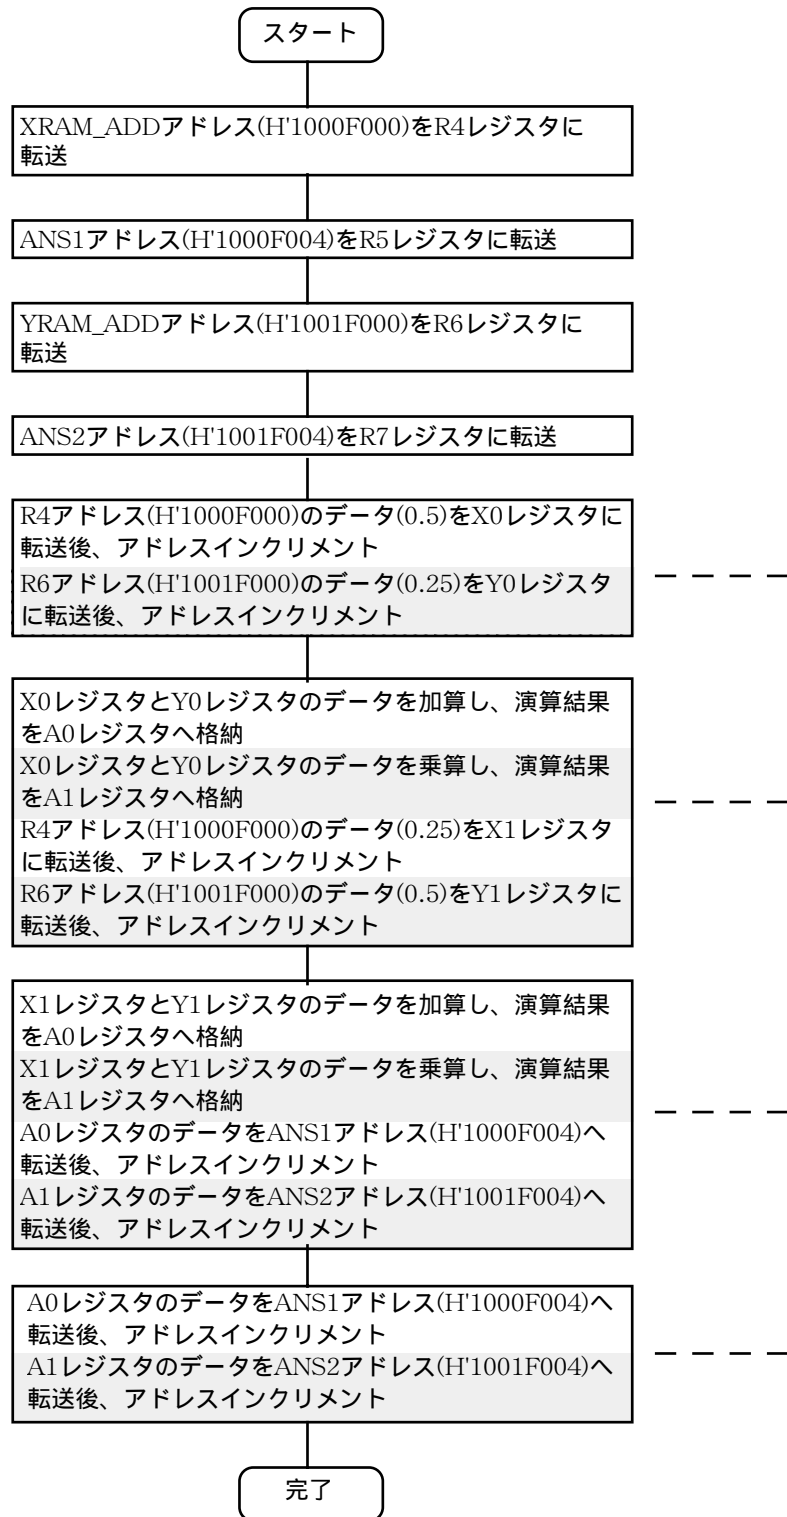 スタート
XRAM_ADDアドレス(H'1000F000)をR4レジスタに
転送
ANS1アドレス(H'1000F004)をR5レジスタに転送
YRAM_ADDアドレス(H'1001F000)をR6レジスタに
転送
ANS2アドレス(H'1001F004)をR7レジスタに転送
R4アドレス(H'1000F000)のデータ(0.5)をX0レジスタに
転送後、アドレスインクリメント
R6アドレス(H'1001F000)のデータ(0.25)をY0レジスタ
に転送後、アドレスインクリメント
X0レジスタとY0レジスタのデータを加算し、演算結果
をA0レジスタへ格納
X0レジスタとY0レジスタのデータを乗算し、演算結果
をA1レジスタへ格納
R4アドレス(H'1000F000)のデータ(0.25)をX1レジスタ
に転送後、アドレスインクリメント
R6アドレス(H'1001F000)のデータ(0.5)をY1レジスタに
転送後、アドレスインクリメント
X1レジスタとY1レジスタのデータを加算し、演算結果
をA0レジスタへ格納
X1レジスタとY1レジスタのデータを乗算し、演算結果
をA1レジスタへ格納
A0レジスタのデータをANS1アドレス(H'1000F004)へ
転送後、アドレスインクリメント
A1レジスタのデータをANS2アドレス(H'1001F004)へ
転送後、アドレスインクリメント
A0レジスタのデータをANS1アドレス(H'1000F004)へ
転送後、アドレスインクリメント
A1レジスタのデータをANS2アドレス(H'1001F004)へ
転送後、アドレスインクリメント
完了